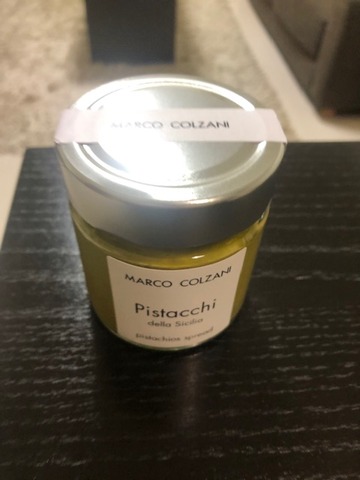 MARCO COLZANI
MARCO COLZANI
Pistacchi
della Sicilia
pistachios spread